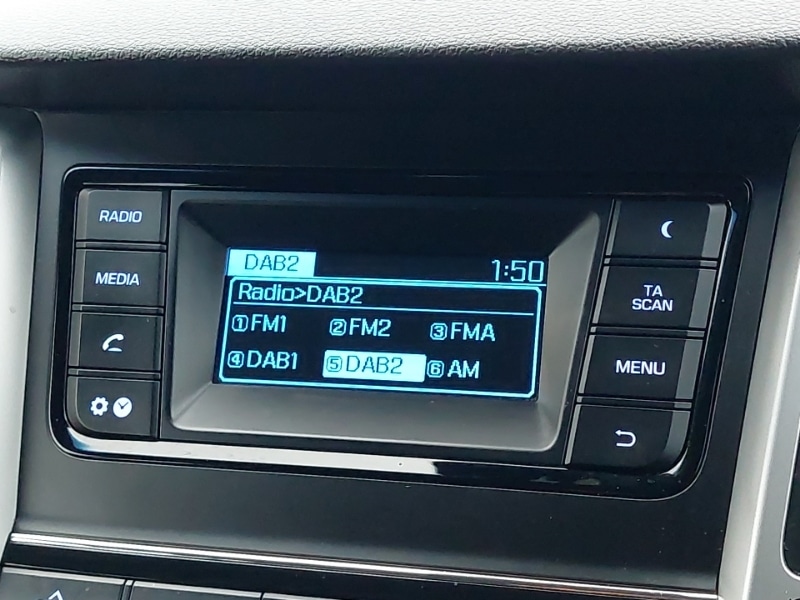 RADIO
MEDIA
DAB2 1:50
Radio>DAB2
①FM1 ②FM2 ③FMA
④DAB1 ⑤DAB2 ⑥AM
TA
SCAN
MENU